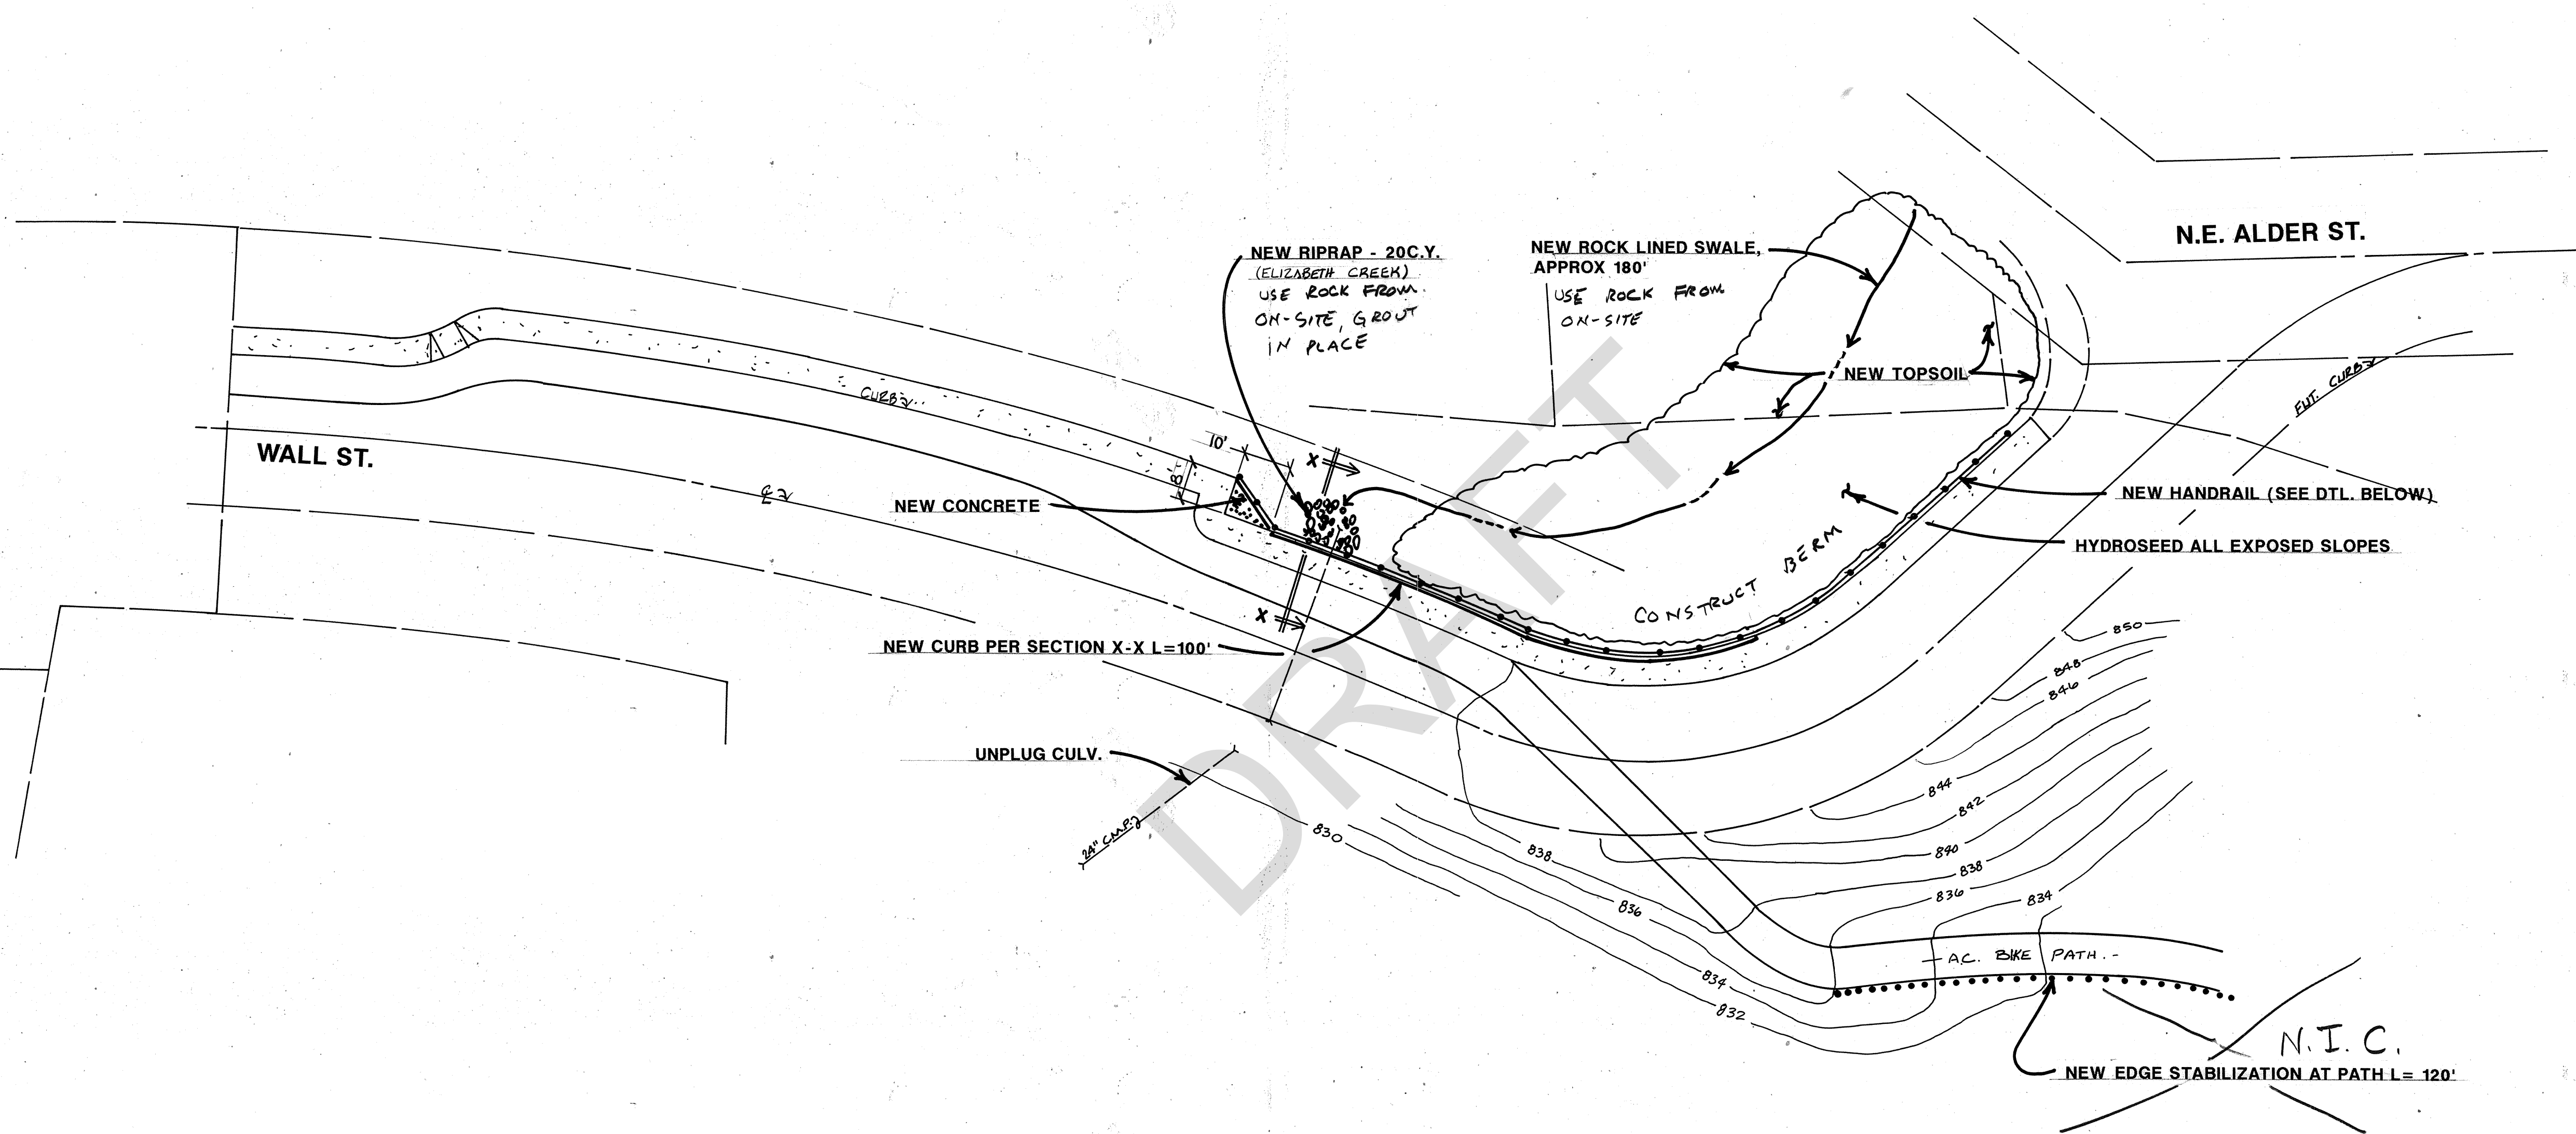 N.E. ALDER ST.
NEW RIPRAP - 20C.Y.
(ELIZABETH CREEK)
USE ROCK FROM
ON-SITE, GROUT
IN PLACE
NEW ROCK LINED SWALE,
APPROX 180'
USE ROCK FROM
ON-SITE
NEW TOPSOIL
FUT. CURB
CURB
WALL ST.
10'
8'
X
NEW CONCRETE
NEW HANDRAIL (SEE DTL. BELOW)
HYDROSEED ALL EXPOSED SLOPES
CONSTRUCT BERM
X
NEW CURB PER SECTION X-X L=100'
850
848
846
UNPLUG CULV.
24" C.M.P.
844
842
840
838
836
834
830
838
836
834
832
A.C. BIKE PATH.
N.I.C.
NEW EDGE STABILIZATION AT PATH L= 120'
DRAFT